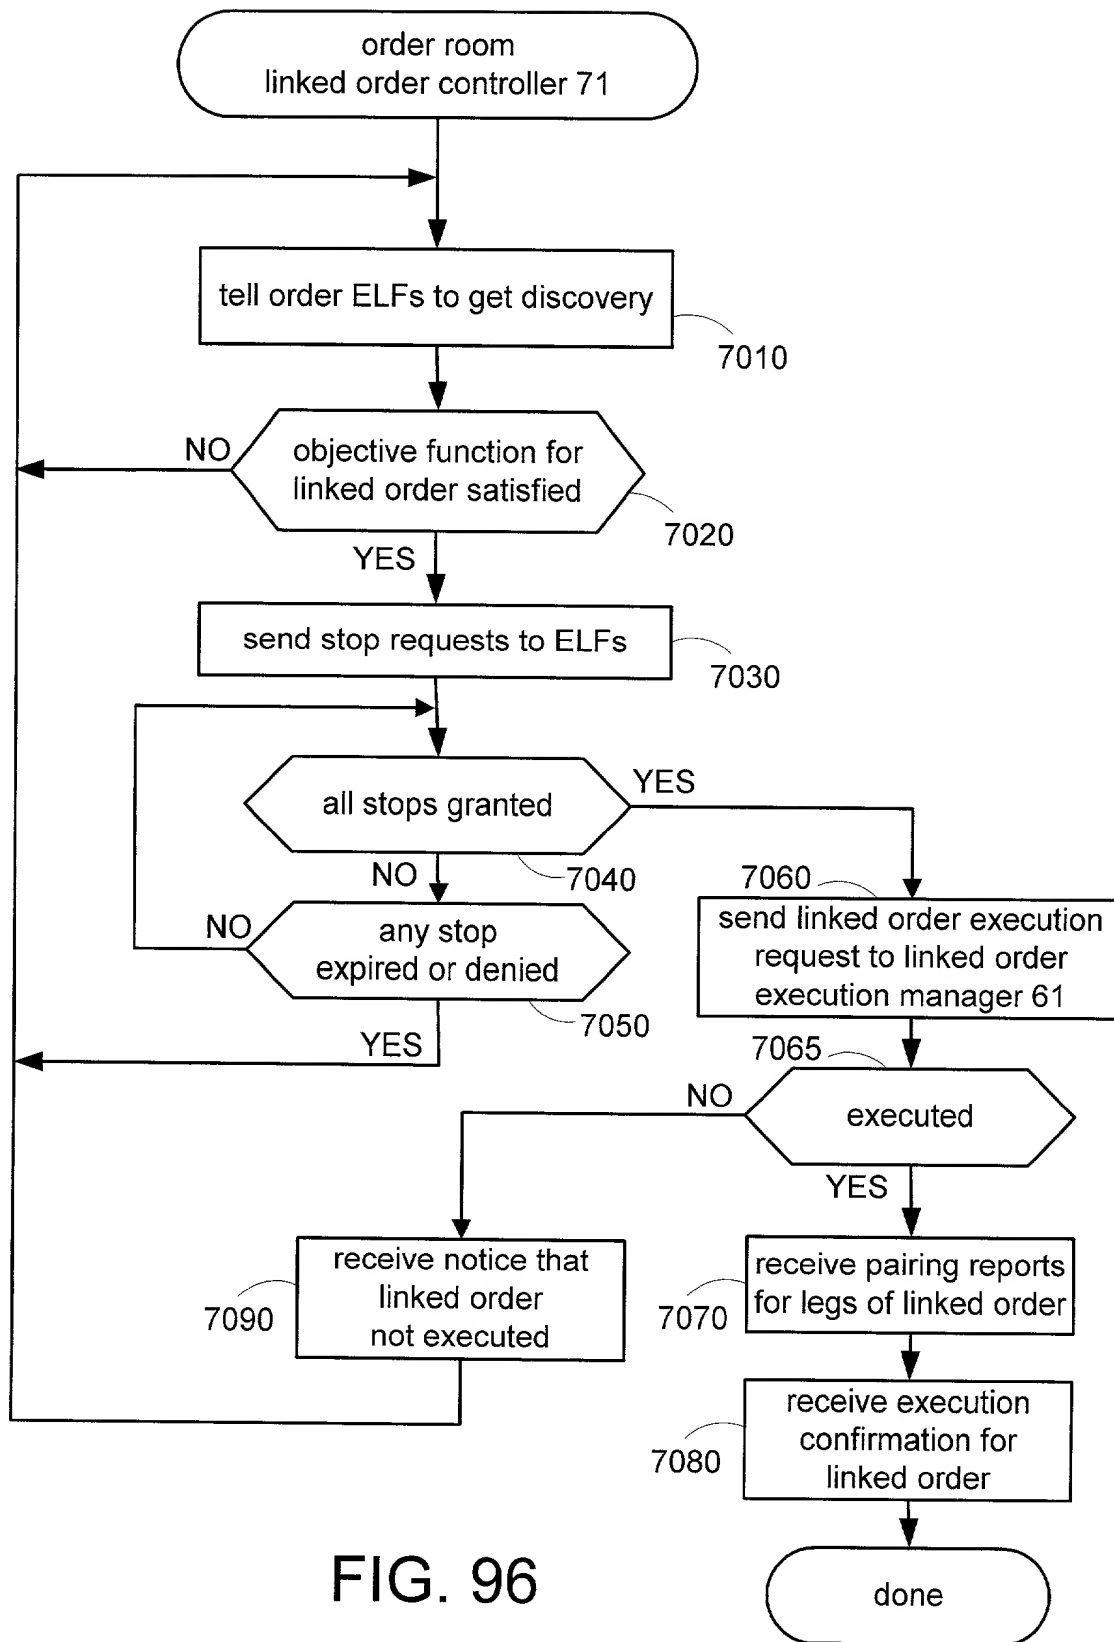 order room
linked order controller 71
tell order ELFs to get discovery
7010
NO
objective function for
linked order satisfied
7020
YES
send stop requests to ELFs
7030
all stops granted
YES
7040
NO
7060
send linked order execution
request to linked order
execution manager 61
NO
any stop
expired or denied
7050
YES
7065
NO
executed
YES
receive notice that
linked order
not executed
7090
receive pairing reports
for legs of linked order
7070
receive execution
confirmation for
linked order
7080
done
FIG. 96